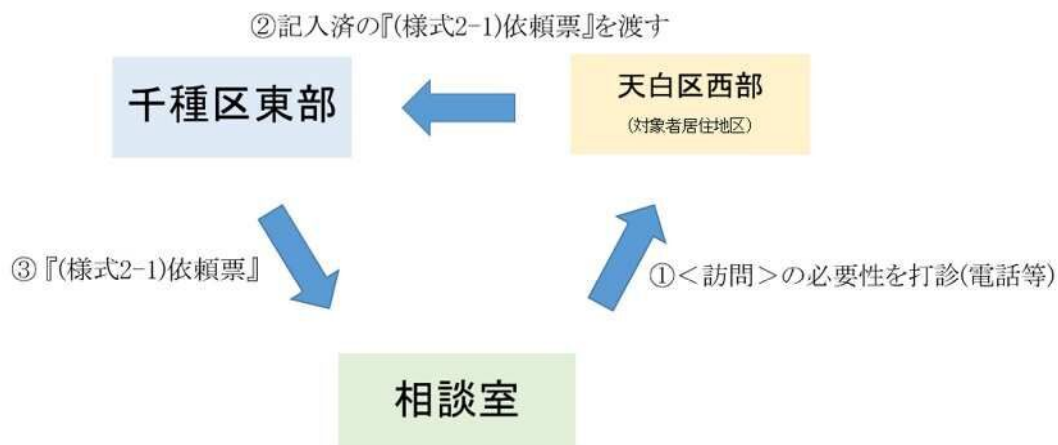 ②記入済の『(様式2-1)依頼票』を渡す
千種区東部
天白区西部
(対象者居住地区)
③『(様式2-1)依頼票』
①<訪問>の必要性を打診(電話等)
相談室